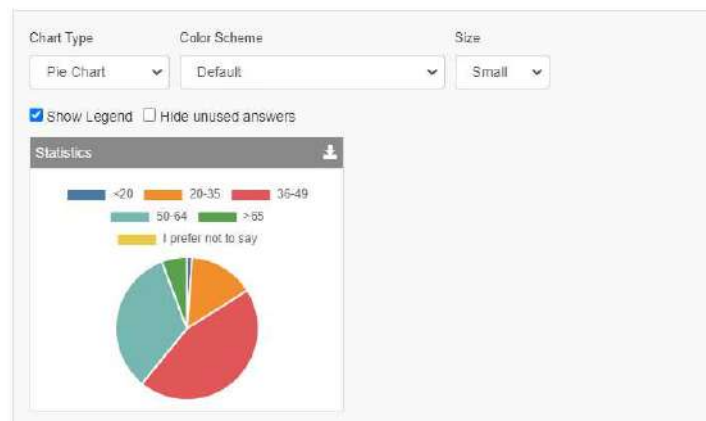 Chart Type Color Scheme Size
Pie Chart Default Small
Show Legend Hide unused answers
Statistics
<20 20-35 36-49
50-64 >65
I prefer not to say